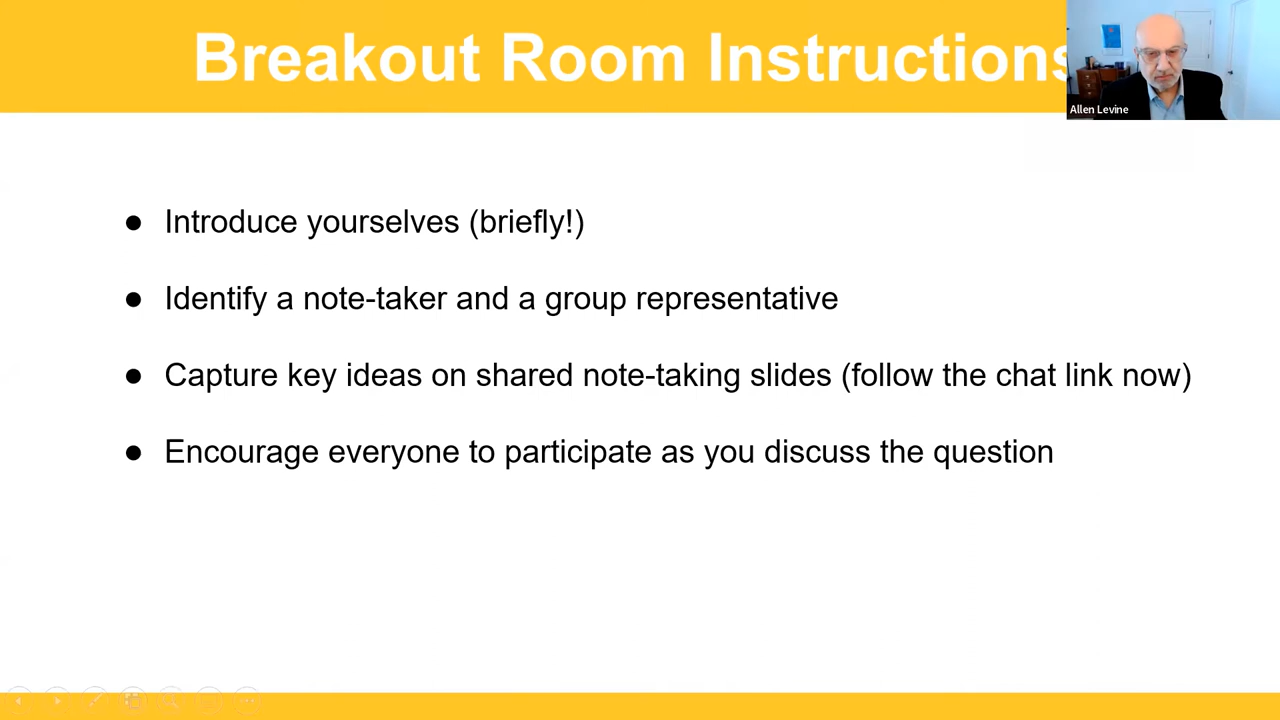 Breakout Room Instructions
Allen Levine
● Introduce yourselves (briefly!)
● Identify a note-taker and a group representative
● Capture key ideas on shared note-taking slides (follow the chat link now)
● Encourage everyone to participate as you discuss the question